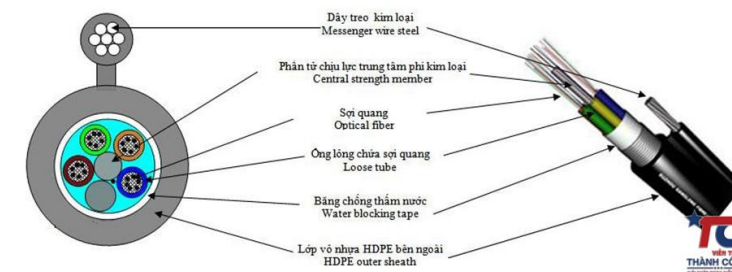 Dây treo kim loại
Messenger wire steel
Phần tử chịu lực trung tâm phi kim loại
Central strength member
Sợi quang
Optical fiber
Ống lỏng chứa sợi quang
Loose tube
Băng chống thấm nước
Water blocking tape
Lớp vỏ nhựa HDPE bên ngoài
HDPE outer sheath
TC
VIỄN T
THÀNH CÔ